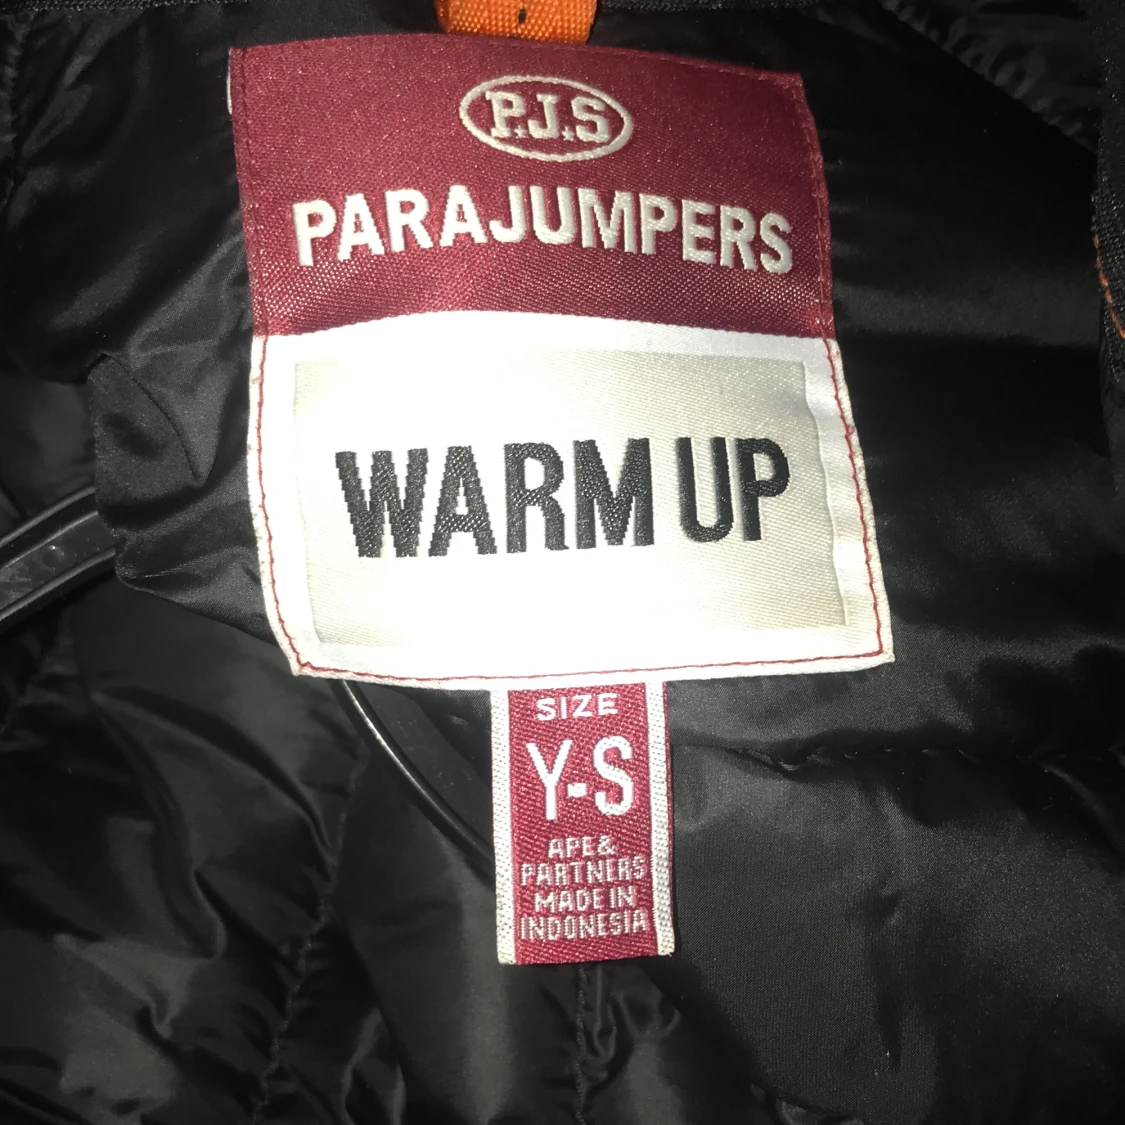 P.J.S
PARAJUMPERS
WARM UP
SIZE
Y-S
APE&
PARTNERS
MADE IN
INDONESIA